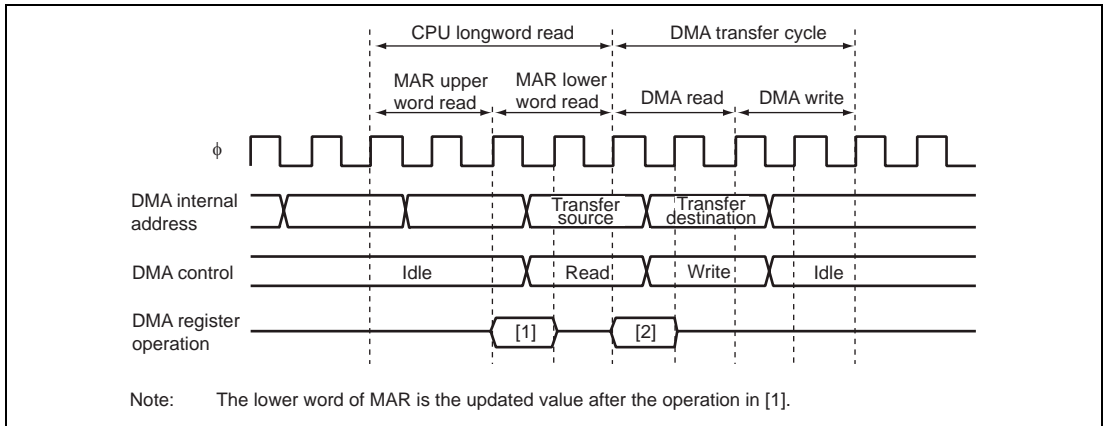 CPU longword read
DMA transfer cycle
MAR upper
word read
MAR lower
word read
DMA read
DMA write
φ
DMA internal
address
Transfer
source
Transfer
destination
DMA control
Idle
Read
Write
Idle
DMA register
operation
[1]
[2]
Note: The lower word of MAR is the updated value after the operation in [1].